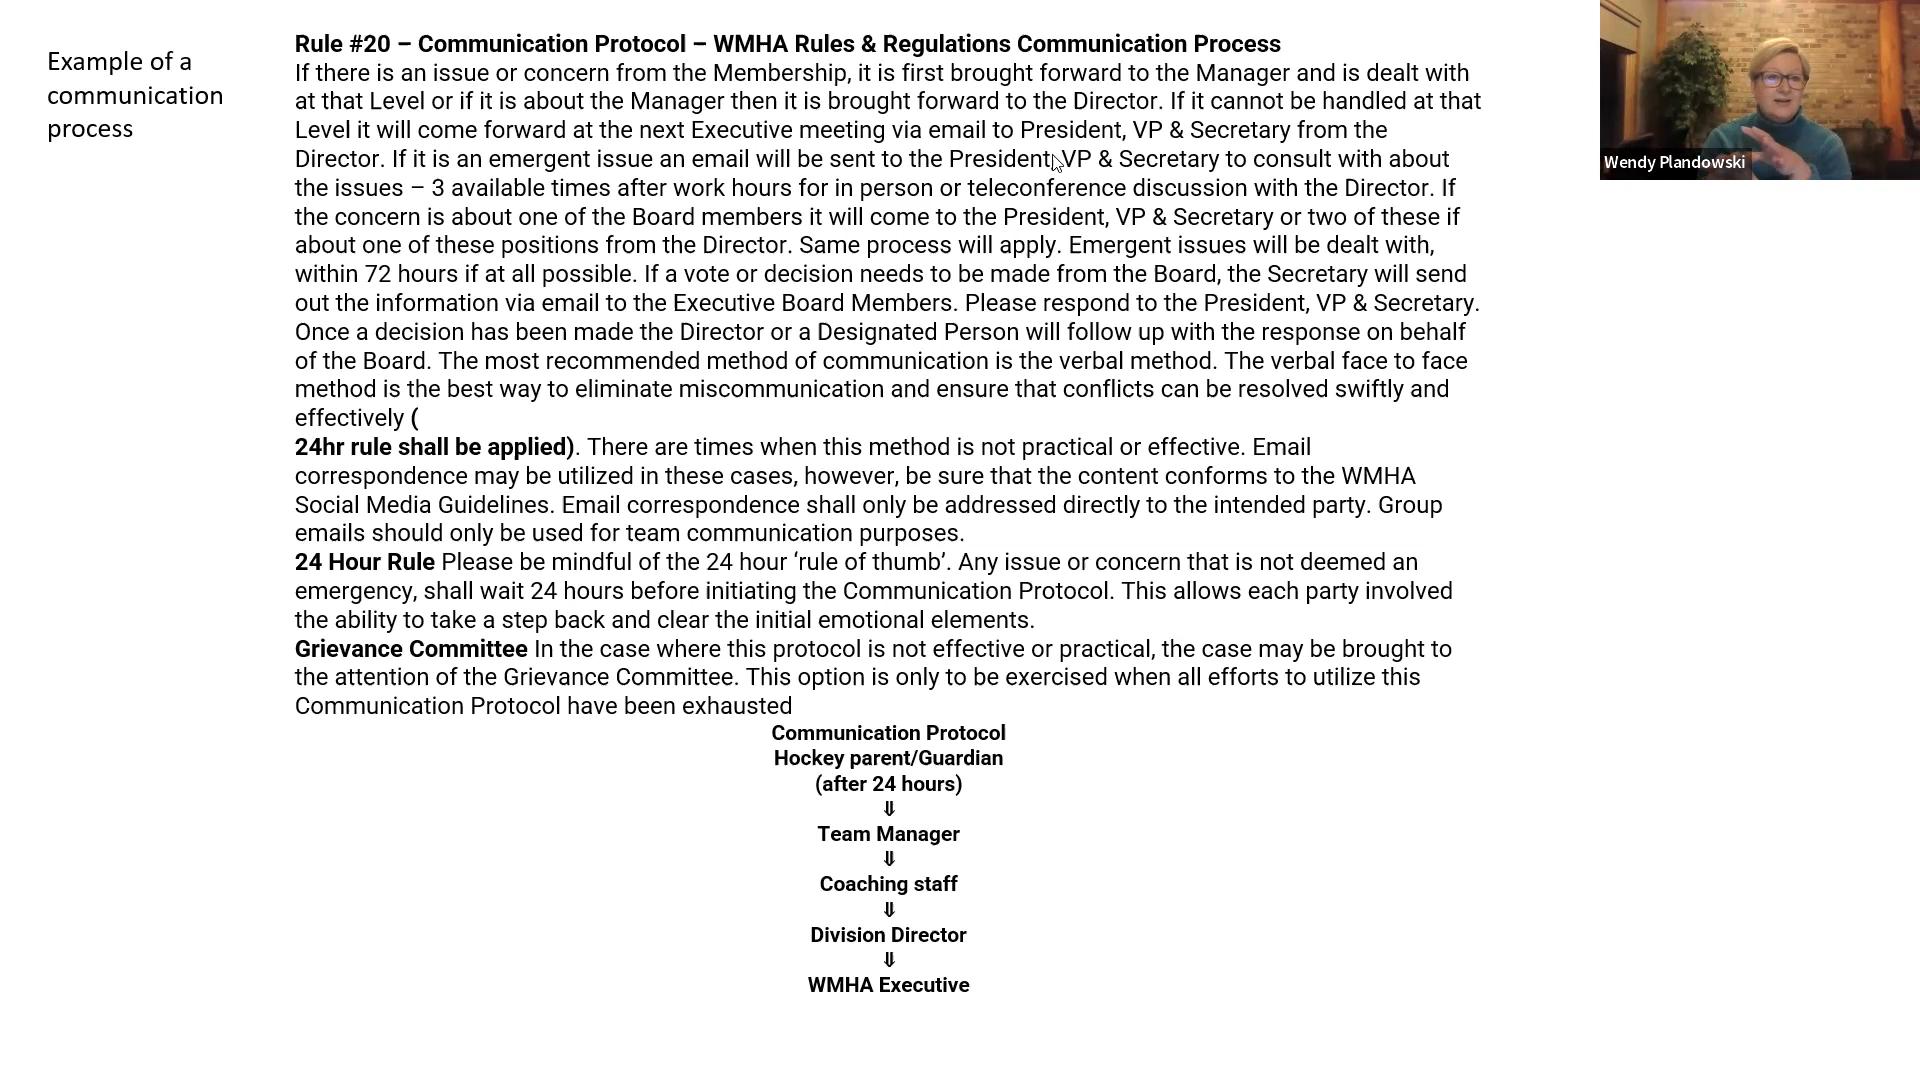 Example of a
communication
process
Rule #20 – Communication Protocol – WMHA Rules & Regulations Communication Process
If there is an issue or concern from the Membership, it is first brought forward to the Manager and is dealt with
at that Level or if it is about the Manager then it is brought forward to the Director. If it cannot be handled at that
Level it will come forward at the next Executive meeting via email to President, VP & Secretary from the
Director. If it is an emergent issue an email will be sent to the President, VP & Secretary to consult with about
the issues – 3 available times after work hours for in person or teleconference discussion with the Director. If
the concern is about one of the Board members it will come to the President, VP & Secretary or two of these if
about one of these positions from the Director. Same process will apply. Emergent issues will be dealt with,
within 72 hours if at all possible. If a vote or decision needs to be made from the Board, the Secretary will send
out the information via email to the Executive Board Members. Please respond to the President, VP & Secretary.
Once a decision has been made the Director or a Designated Person will follow up with the response on behalf
of the Board. The most recommended method of communication is the verbal method. The verbal face to face
method is the best way to eliminate miscommunication and ensure that conflicts can be resolved swiftly and
effectively (
24hr rule shall be applied). There are times when this method is not practical or effective. Email
correspondence may be utilized in these cases, however, be sure that the content conforms to the WMHA
Social Media Guidelines. Email correspondence shall only be addressed directly to the intended party. Group
emails should only be used for team communication purposes.
24 Hour Rule Please be mindful of the 24 hour ‘rule of thumb’. Any issue or concern that is not deemed an
emergency, shall wait 24 hours before initiating the Communication Protocol. This allows each party involved
the ability to take a step back and clear the initial emotional elements.
Grievance Committee In the case where this protocol is not effective or practical, the case may be brought to
the attention of the Grievance Committee. This option is only to be exercised when all efforts to utilize this
Communication Protocol have been exhausted
Communication Protocol
Hockey parent/Guardian
(after 24 hours)
⇓
Team Manager
⇓
Coaching staff
⇓
Division Director
⇓
WMHA Executive
Wendy Plandowski